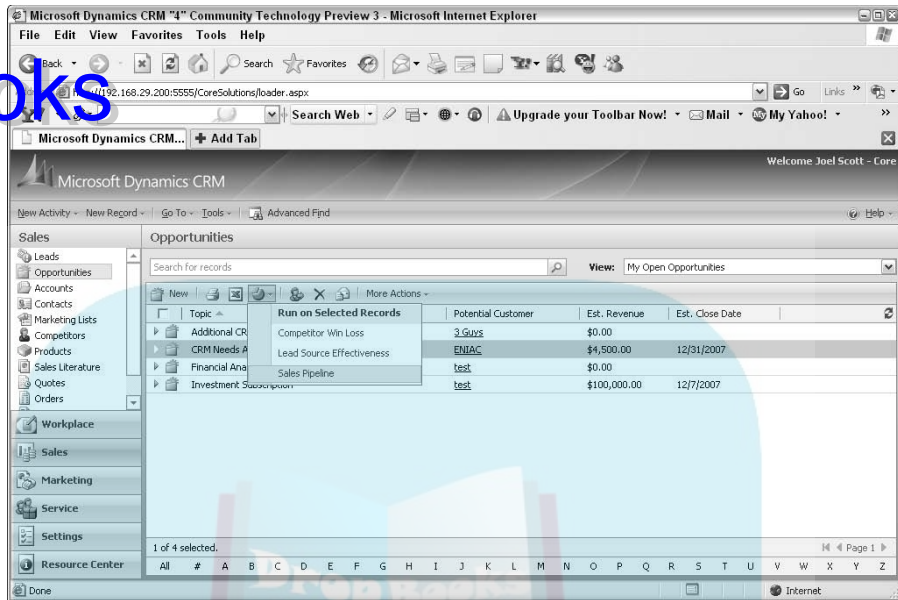 Microsoft Dynamics CRM "4" Community Technology Preview 3 - Microsoft Internet Explorer
File Edit View Favorites Tools Help
Back Search Favorites
oks
192.168.29.200:5555/CoreSolutions/loader.aspx Go Links »
Search Web Upgrade your Toolbar Now! Mail My Yahoo! »
Microsoft Dynamics CRM... Add Tab
Welcome Joel Scott - Core
Microsoft Dynamics CRM
New Activity New Record Go To Tools Advanced Find Help
Sales
Leads
Opportunities
Accounts
Contacts
Marketing Lists
Competitors
Products
Sales Literature
Quotes
Orders
Workplace
Sales
Marketing
Service
Settings
Resource Center
Opportunities
Search for records View: My Open Opportunities
New More Actions
Topic Potential Customer Est. Revenue Est. Close Date
Run on Selected Records
Competitor Win Loss
Lead Source Effectiveness
Sales Pipeline
Additional CR 3 Guys $0.00
CRM Needs A ENIAC $4,500.00 12/31/2007
Financial Ana test $0.00
Investment Subscription test $100,000.00 12/7/2007
1 of 4 selected. Page 1
All # A B C D E F G H I J K L M N O P Q R S T U V W X Y Z
Drop Books
Done Internet